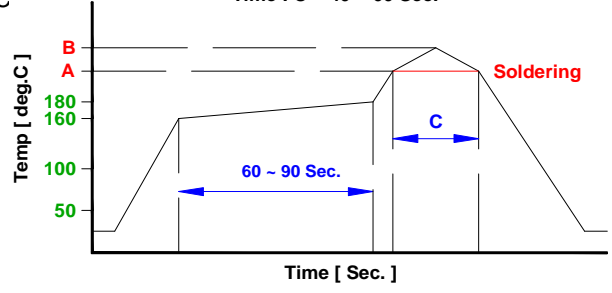 B
A
Soldering
180
160
C
100
60 ~ 90 Sec.
50
Temp [ deg.C ]
Time [ Sec. ]